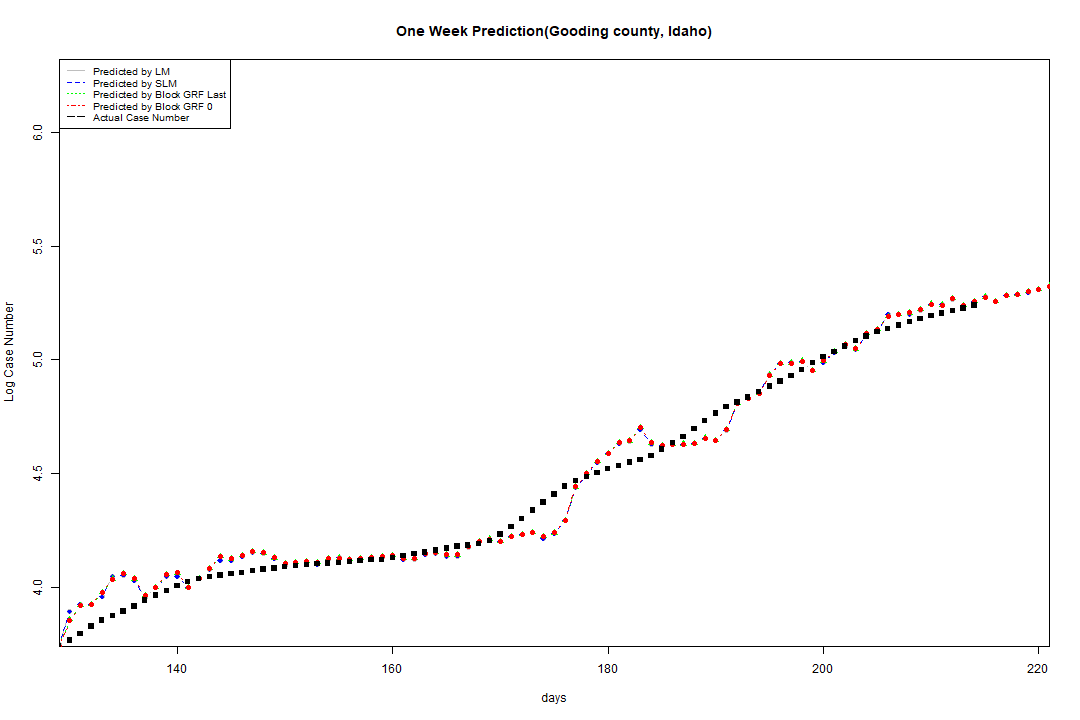 One Week Prediction(Gooding county, Idaho)
Predicted by LM
Predicted by SLM
Predicted by Block GRF Last
Predicted by Block GRF 0
Actual Case Number
6.0
5.5
5.0
4.5
4.0
Log Case Number
140 160 180 200 220
days